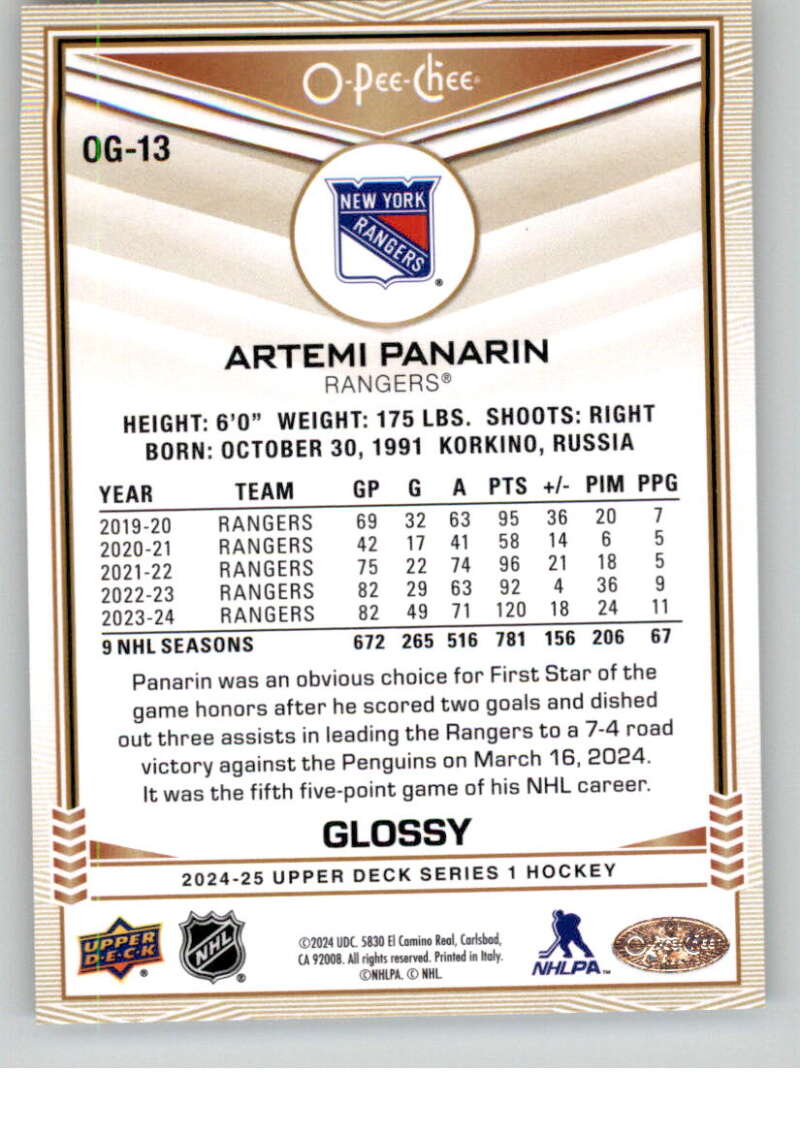 O-Pee-Chee
OG-13
NEW YORK
RANGERS®
ARTEMI PANARIN
RANGERS®
HEIGHT: 6'0" WEIGHT: 175 LBS. SHOOTS: RIGHT
BORN: OCTOBER 30, 1991 KORKINO, RUSSIA
YEAR TEAM GP G A PTS +/- PIM PPG
2019-20 RANGERS 69 32 63 95 36 20 7
2020-21 RANGERS 42 17 41 58 14 6 5
2021-22 RANGERS 75 22 74 96 21 18 5
2022-23 RANGERS 82 29 63 92 4 36 9
2023-24 RANGERS 82 49 71 120 18 24 11
9 NHL SEASONS 672 265 516 781 156 206 67
Panarin was an obvious choice for First Star of the
game honors after he scored two goals and dished
out three assists in leading the Rangers to a 7-4 road
victory against the Penguins on March 16, 2024.
It was the fifth five-point game of his NHL career.
GLOSSY
2024-25 UPPER DECK SERIES 1 HOCKEY
UPPER
D·E·C·K®
NHL®
©2024 UDC. 5830 El Camino Real, Carlsbad,
CA 92008. All rights reserved. Printed in Italy.
©NHLPA. © NHL.
NHLPA™
O-Pee-Chee